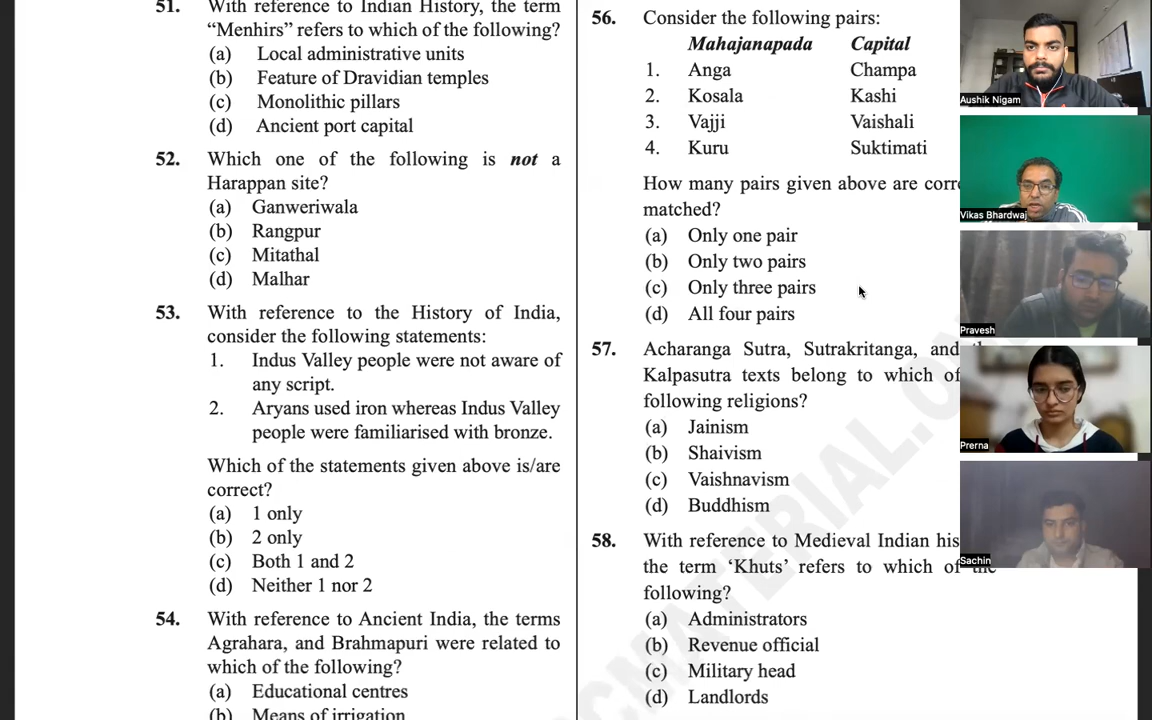 51. With reference to Indian History, the term
“Menhirs” refers to which of the following?
(a) Local administrative units
(b) Feature of Dravidian temples
(c) Monolithic pillars
(d) Ancient port capital
52. Which one of the following is not a
Harappan site?
(a) Ganweriwala
(b) Rangpur
(c) Mitathal
(d) Malhar
53. With reference to the History of India,
consider the following statements:
1. Indus Valley people were not aware of
any script.
2. Aryans used iron whereas Indus Valley
people were familiarised with bronze.
Which of the statements given above is/are
correct?
(a) 1 only
(b) 2 only
(c) Both 1 and 2
(d) Neither 1 nor 2
54. With reference to Ancient India, the terms
Agrahara, and Brahmapuri were related to
which of the following?
(a) Educational centres
(b) Means of irrigation
56. Consider the following pairs:
Mahajanapada Capital
1. Anga Champa
2. Kosala Kashi
3. Vajji Vaishali
4. Kuru Suktimati
How many pairs given above are corre
matched?
(a) Only one pair
(b) Only two pairs
(c) Only three pairs
(d) All four pairs
57. Acharanga Sutra, Sutrakritanga, and
Kalpasutra texts belong to which of
following religions?
(a) Jainism
(b) Shaivism
(c) Vaishnavism
(d) Buddhism
58. With reference to Medieval Indian his
the term ‘Khuts’ refers to which of the
following?
(a) Administrators
(b) Revenue official
(c) Military head
(d) Landlords
Aushik Nigam
Vikas Bhardwaj
Pravesh
Prerna
Sachin